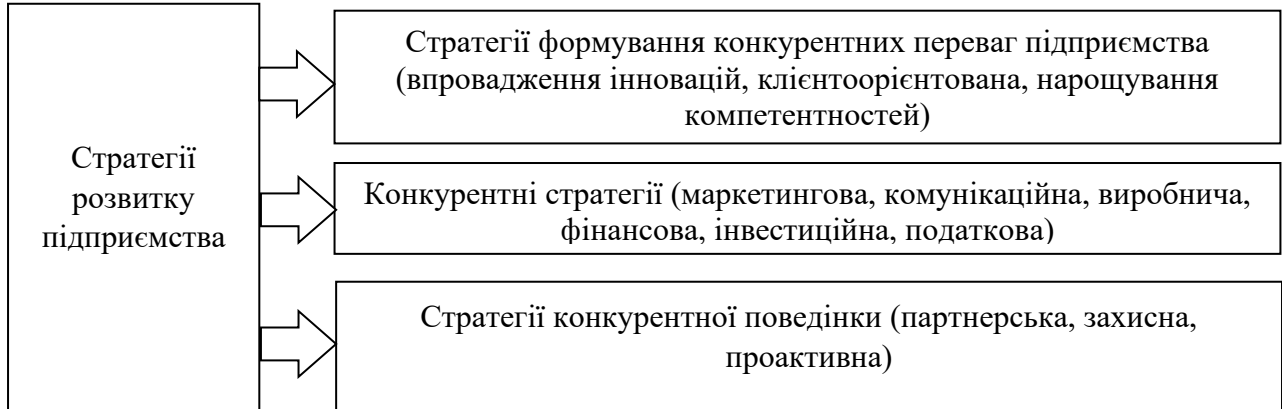 Стратегії
розвитку
підприємства
Стратегії формування конкурентних переваг підприємства
(впровадження інновацій, клієнтоорієнтована, нарощування
компетентностей)
Конкурентні стратегії (маркетингова, комунікаційна, виробнича,
фінансова, інвестиційна, податкова)
Стратегії конкурентної поведінки (партнерська, захисна,
проактивна)